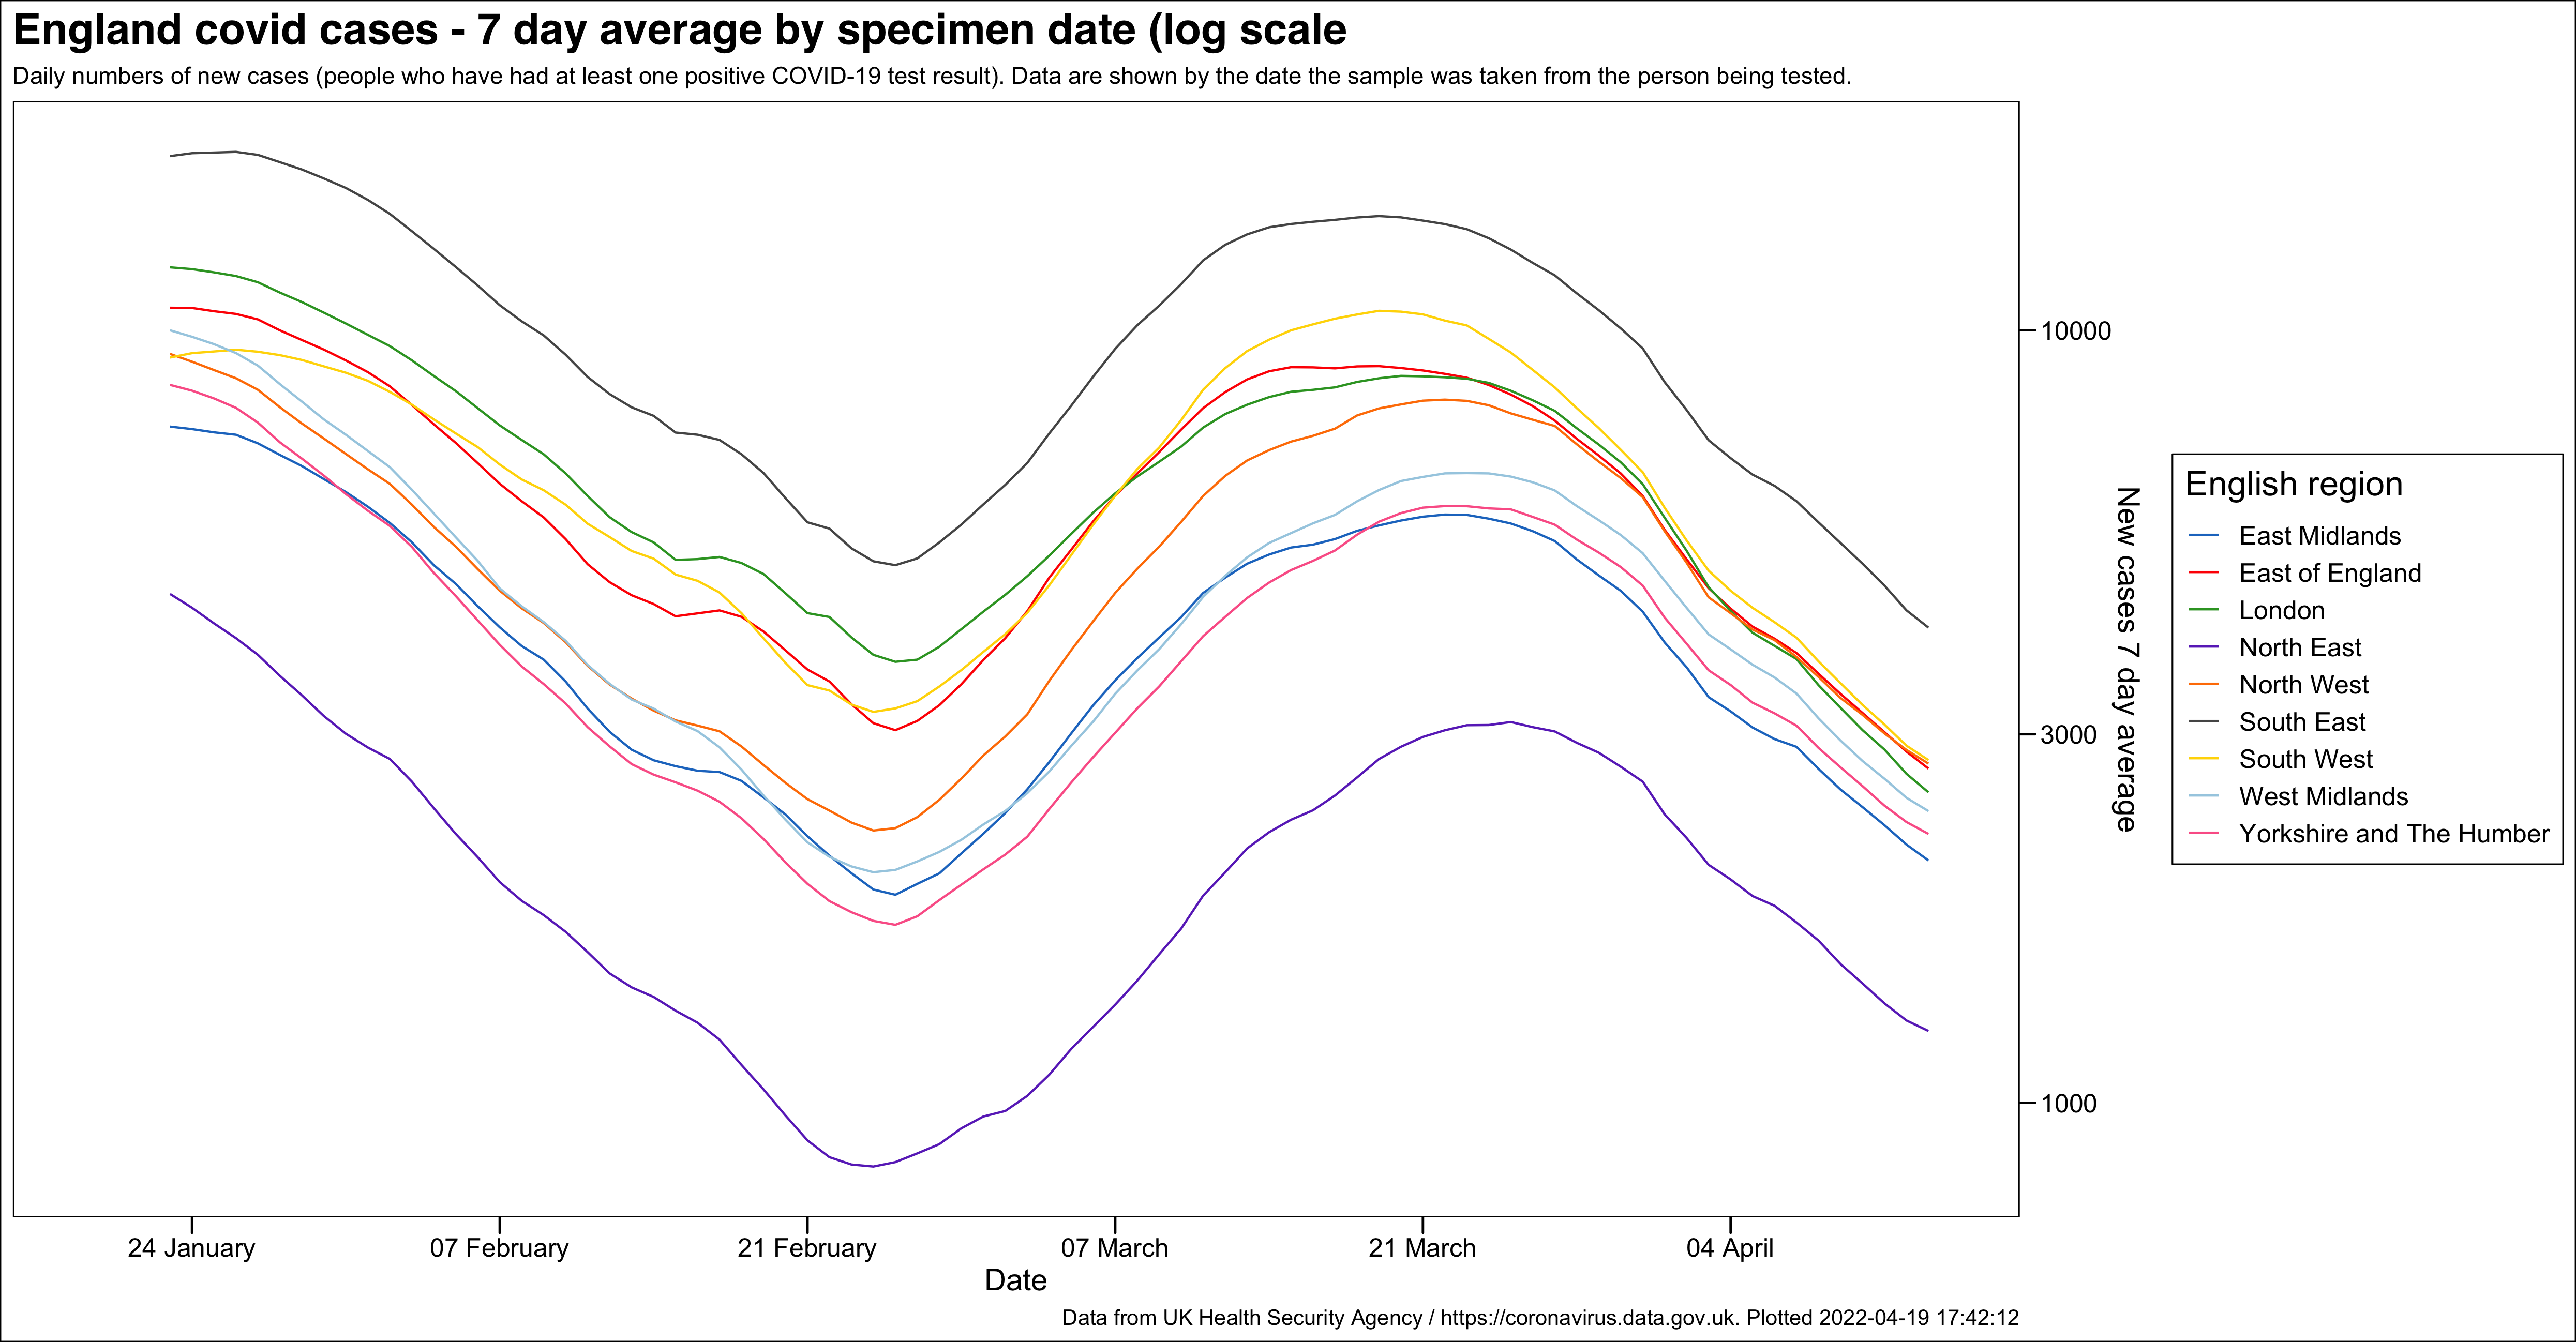 England covid cases - 7 day average by specimen date (log scale
Daily numbers of new cases (people who have had at least one positive COVID-19 test result). Data are shown by the date the sample was taken from the person being tested.
10000
3000
1000
New cases 7 day average
English region
East Midlands
East of England
London
North East
North West
South East
South West
West Midlands
Yorkshire and The Humber
24 January
07 February
21 February
07 March
21 March
04 April
Date
Data from UK Health Security Agency / https://coronavirus.data.gov.uk. Plotted 2022-04-19 17:42:12